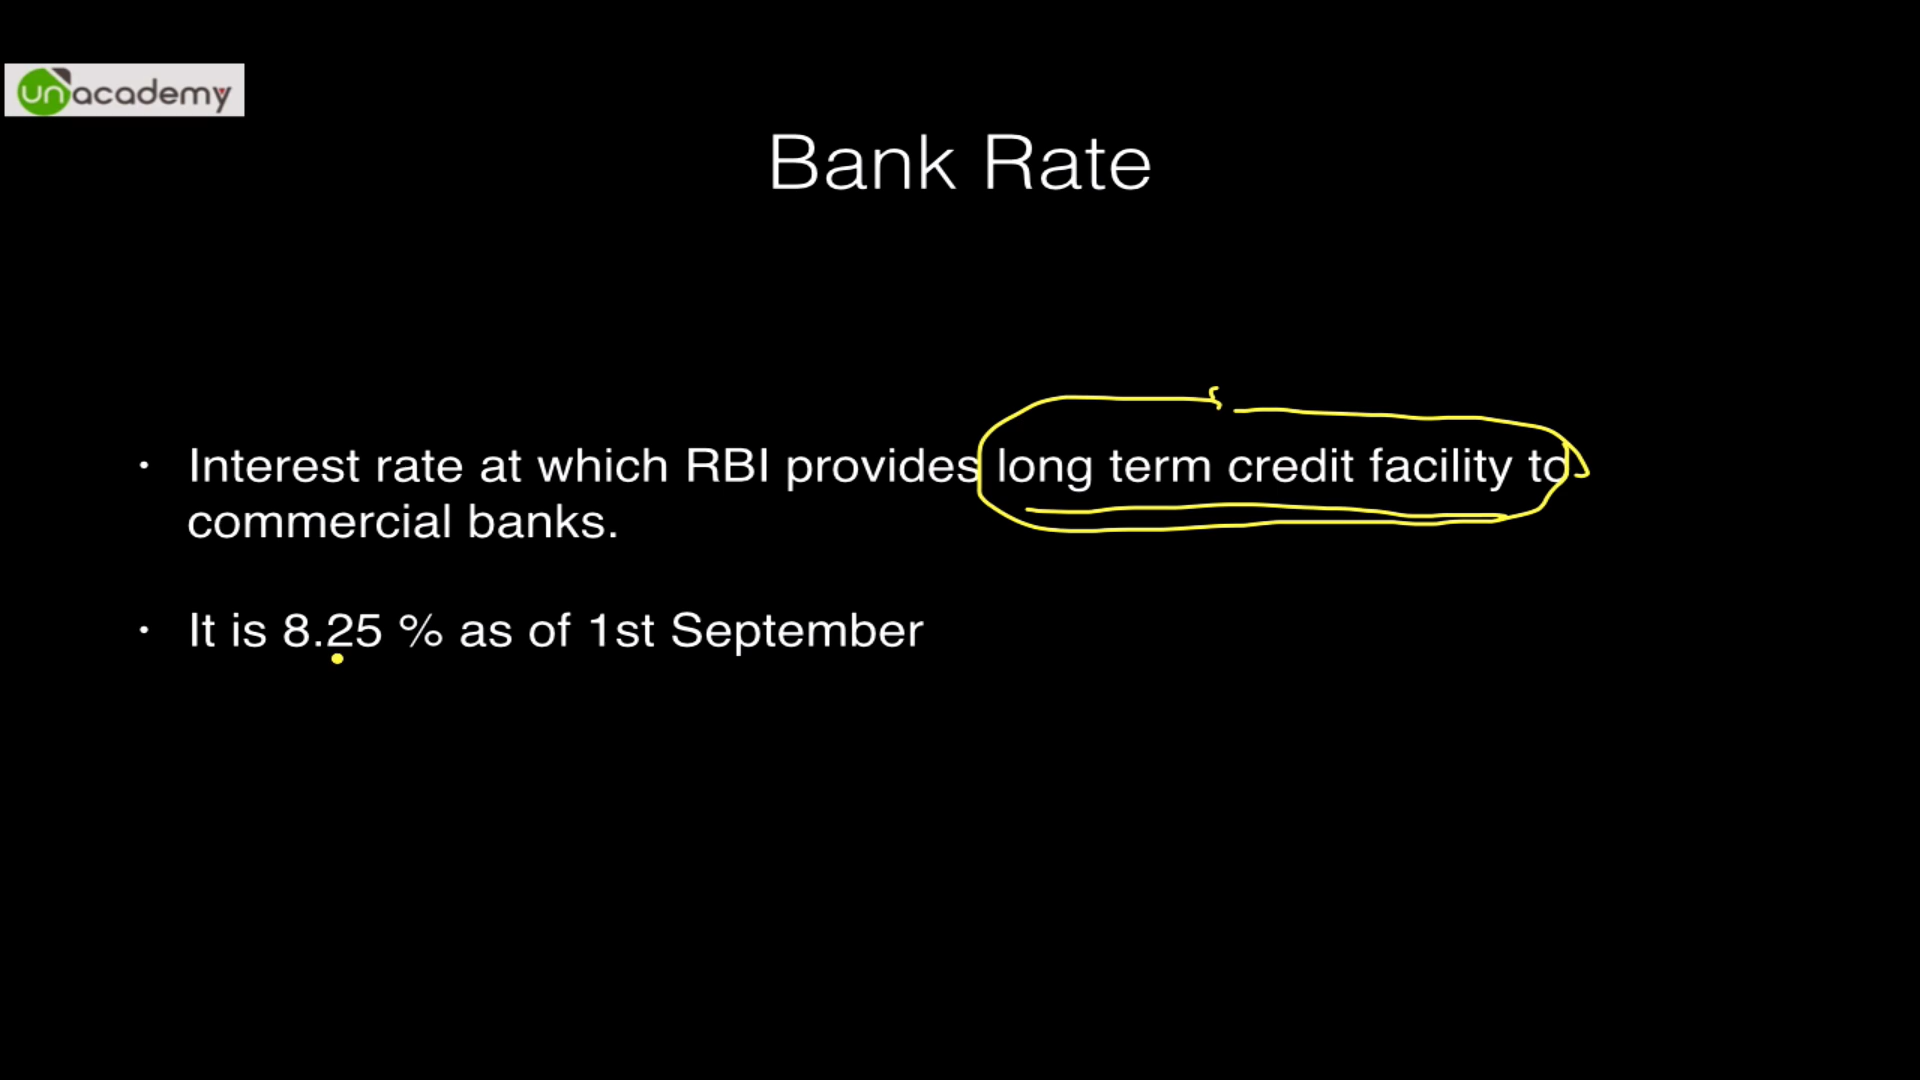 unacademy
Bank Rate
• Interest rate at which RBI provides long term credit facility to
commercial banks.
• It is 8.25 % as of 1st September